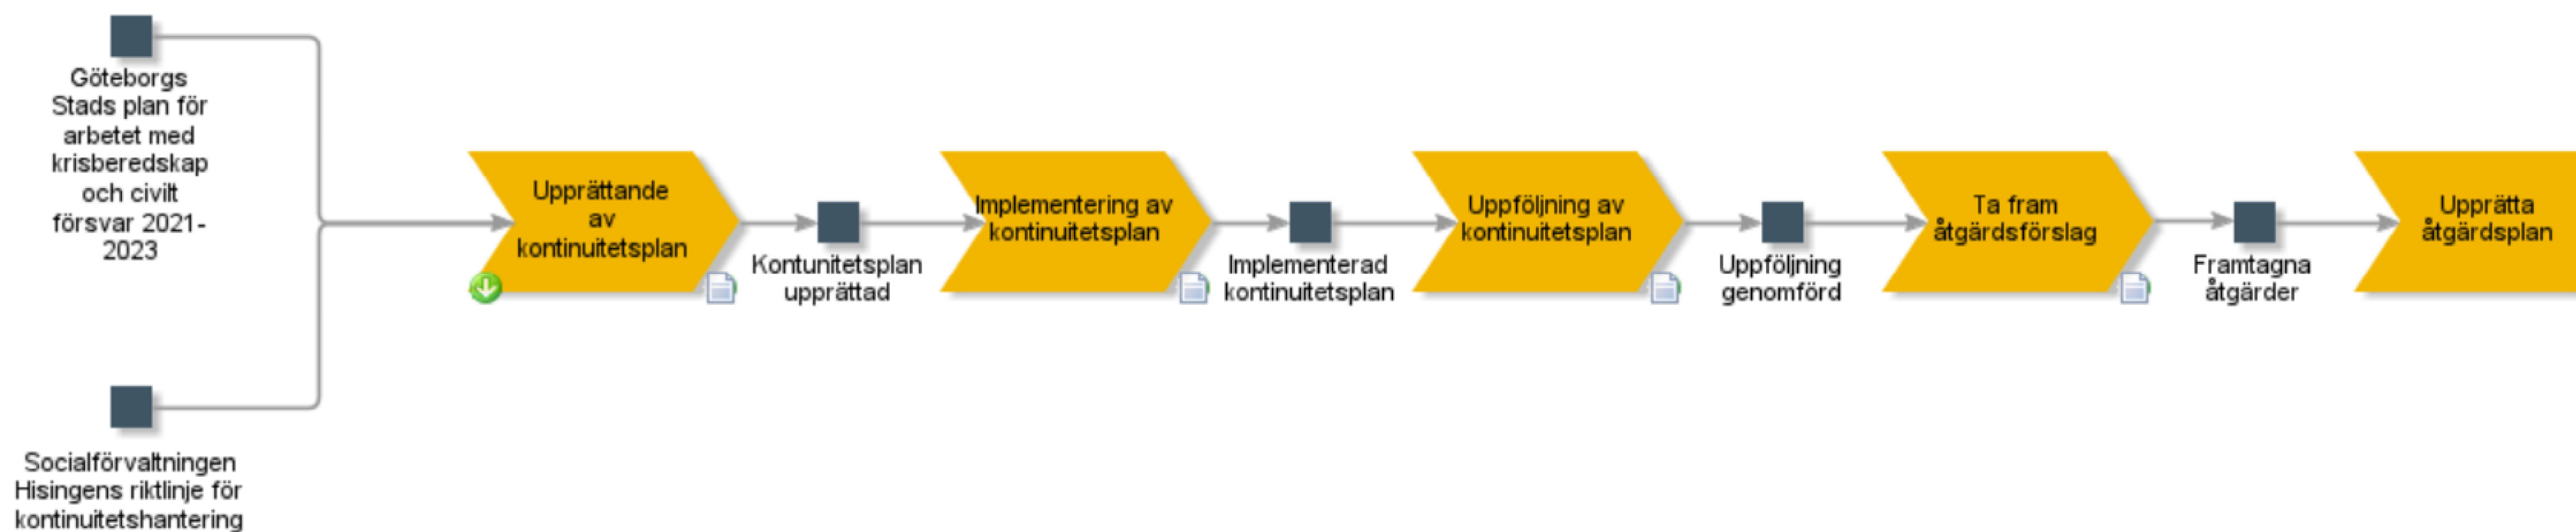 Göteborgs
Stads plan för
arbetet med
krisberedskap
och civilt
försvar 2021-
2023
Socialförvaltningen
Hisingens riktlinje för
kontinuitetshantering
Upprättande
av
kontinuitetsplan
Kontunitetsplan
upprättad
Implementering av
kontinuitetsplan
Implementerad
kontinuitetsplan
Uppföljning av
kontinuitetsplan
Uppföljning
genomförd
Ta fram
åtgärdsförslag
Framtagna
åtgärder
Upprätta
åtgärdsplan